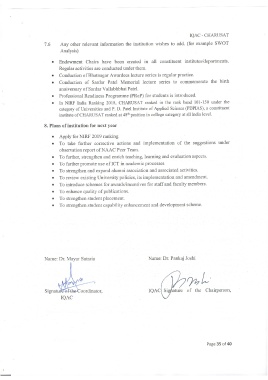 IQAC - CHARUSAT
7.6 Any other relevant information the institution wishes to add. (for example SWOT
Analysis)
• Endowment Chairs have been created in all constituent institutes/departments.
Regular activities are conducted under them.
• Conduction of Bhatnagar Awardees lecture series is regular practice.
• Conduction of Sardar Patel Memorial lecture series to commemorate the birth
anniversary of Sardar Vallabhbhai Patel.
• Professional Readiness Programme (PReP) for students is introduced.
• In NIRF India Ranking 2019, CHARUSAT ranked in the rank band 101-150 under the
category of Universities and P. D. Patel Institute of Applied Science (PDPIAS), a constituent
institute of CHARUSAT ranked at position in college category at all India level.
8. Plans of institution for next year
• Apply for NIRF 2019 ranking
• To take further corrective actions and implementation of the suggestions under
observation report of NAAC Peer Team.
• To further, strengthen and enrich teaching, learning and evaluation aspects.
• To further promote use of ICT in academic processes.
• To strengthen and expand alumni association and associated activities.
• To review existing University policies, its implementation and amendment.
• To introduce schemes for awards/incentives for staff and faculty members.
• To enhance quality of publications.
• To strengthen student placement.
• To strengthen student capability enhancement and development scheme.
Name: Dr. Mayur Sutaria Name: Dr. Pankaj Joshi
Signature of the Coordinator, IQAC Signature of the Chairperson,
IQAC
Page 35 of 40